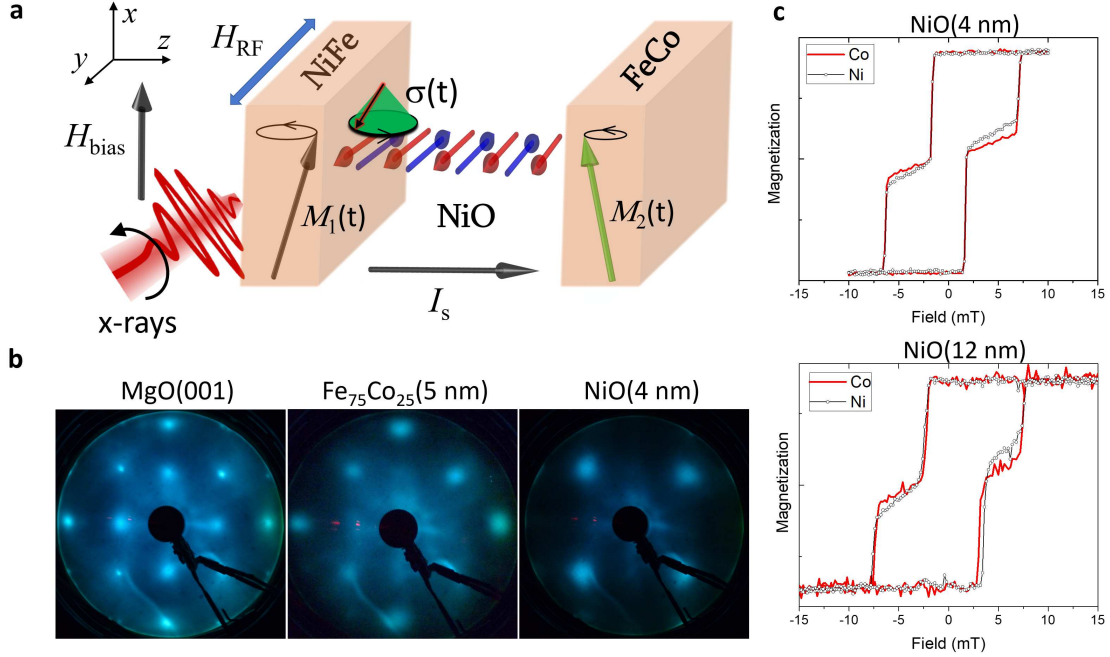 a
x
y
z
H_RF
NiFe
FeCo
σ(t)
H_bias
M_1(t)
NiO
M_2(t)
I_s
x-rays
b
MgO(001)
Fe_75Co_25(5 nm)
NiO(4 nm)
c
NiO(4 nm)
Co
Ni
Magnetization
-15 -10 -5 0 5 10 15
Field (mT)
NiO(12 nm)
Co
Ni
Magnetization
-15 -10 -5 0 5 10 15
Field (mT)